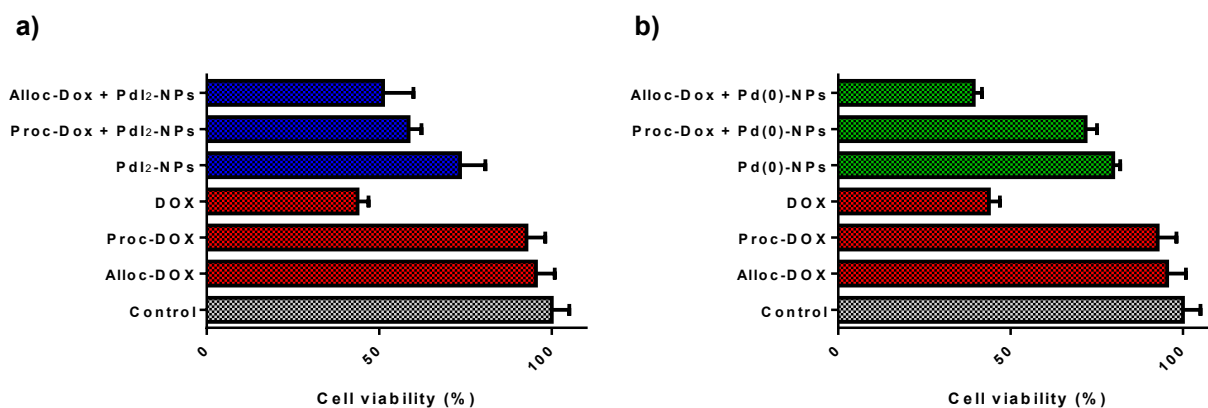 a)
Alloc-Dox + PdI₂-NPs
Proc-Dox + PdI₂-NPs
PdI₂-NPs
DOX
Proc-DOX
Alloc-DOX
Control
0
50
100
Cell viability (%)
b)
Alloc-Dox + Pd(0)-NPs
Proc-Dox + Pd(0)-NPs
Pd(0)-NPs
DOX
Proc-DOX
Alloc-DOX
Control
0
50
100
Cell viability (%)